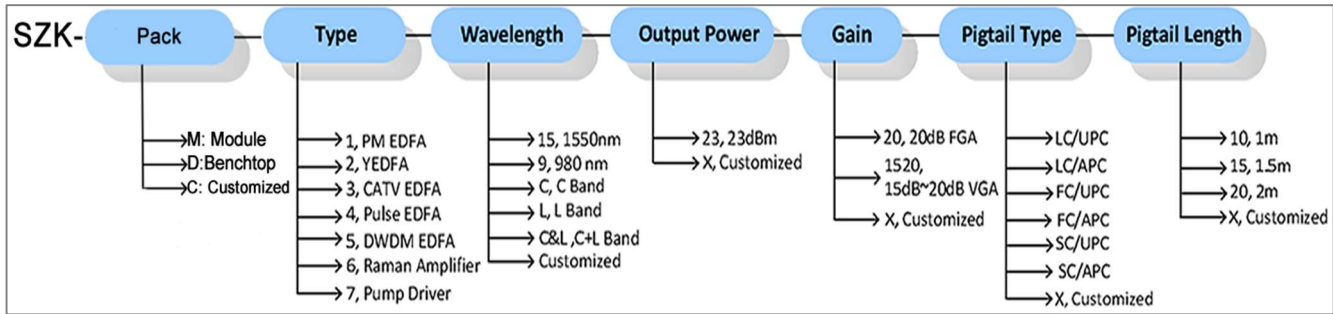 SZK-
Pack
Type
Wavelength
Output Power
Gain
Pigtail Type
Pigtail Length
M: Module
D:Benchtop
C: Customized
1, PM EDFA
2, YEDFA
3, CATV EDFA
4, Pulse EDFA
5, DWDM EDFA
6, Raman Amplifier
7, Pump Driver
15, 1550nm
9, 980 nm
C, C Band
L, L Band
C&L ,C+L Band
Customized
23, 23dBm
X, Customized
20, 20dB FGA
1520,
15dB~20dB VGA
X, Customized
LC/UPC
LC/APC
FC/UPC
FC/APC
SC/UPC
SC/APC
X, Customized
10, 1m
15, 1.5m
20, 2m
X, Customized